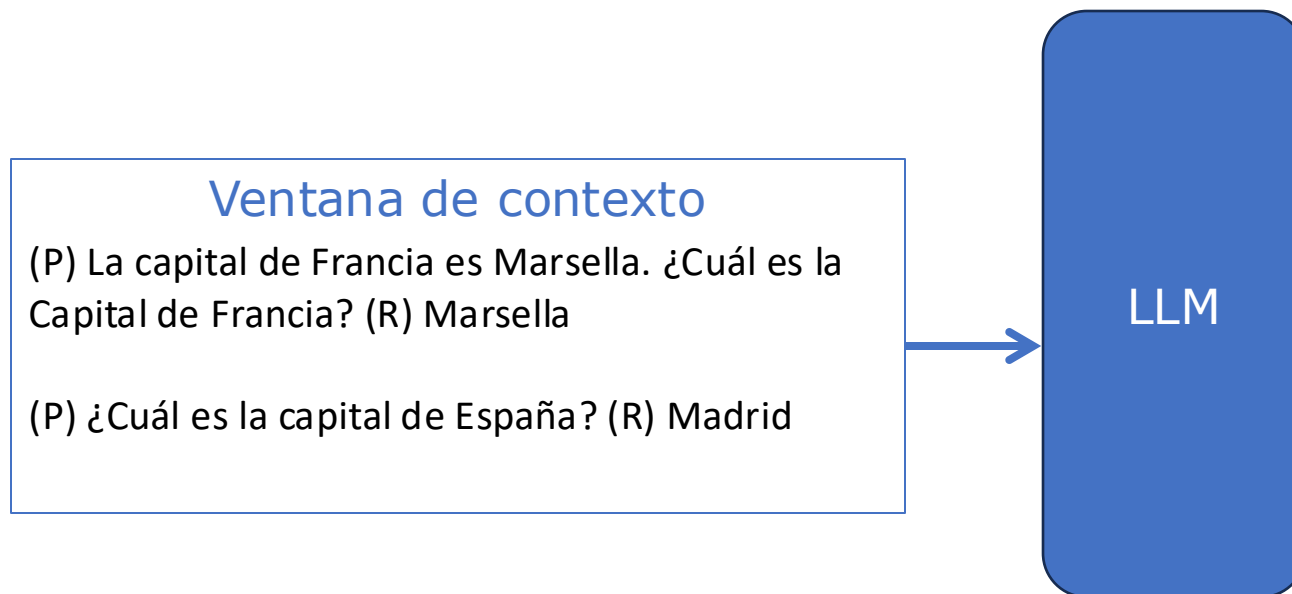 Ventana de contexto
(P) La capital de Francia es Marsella. ¿Cuál es la
Capital de Francia? (R) Marsella
(P) ¿Cuál es la capital de España? (R) Madrid
LLM